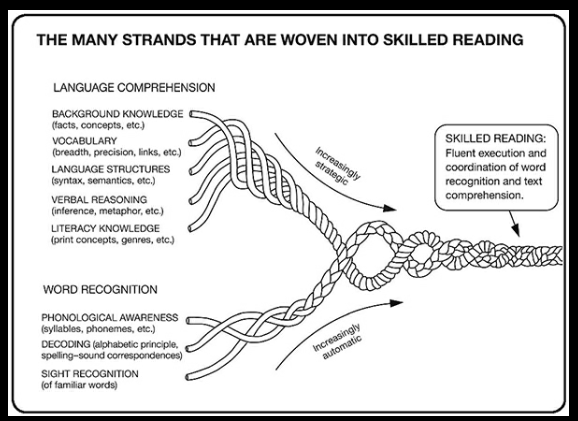 THE MANY STRANDS THAT ARE WOVEN INTO SKILLED READING
LANGUAGE COMPREHENSION
BACKGROUND KNOWLEDGE
(facts, concepts, etc.)
VOCABULARY
(breadth, precision, links, etc.)
LANGUAGE STRUCTURES
(syntax, semantics, etc.)
VERBAL REASONING
(inference, metaphor, etc.)
LITERACY KNOWLEDGE
(print concepts, genres, etc.)
Increasingly
strategic
SKILLED READING:
Fluent execution and
coordination of word
recognition and text
comprehension.
WORD RECOGNITION
PHONOLOGICAL AWARENESS
(syllables, phonemes, etc.)
DECODING (alphabetic principle,
spelling–sound correspondences)
SIGHT RECOGNITION
(of familiar words)
Increasingly
automatic